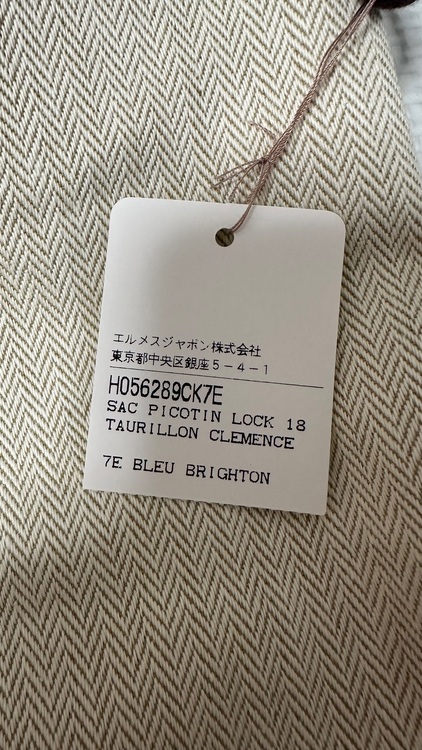 エルメスジャポン株式会社
東京都中央区銀座５－４－１
H056289CK7E
SAC PICOTIN LOCK 18
TAURILLON CLEMENCE
7E BLEU BRIGHTON